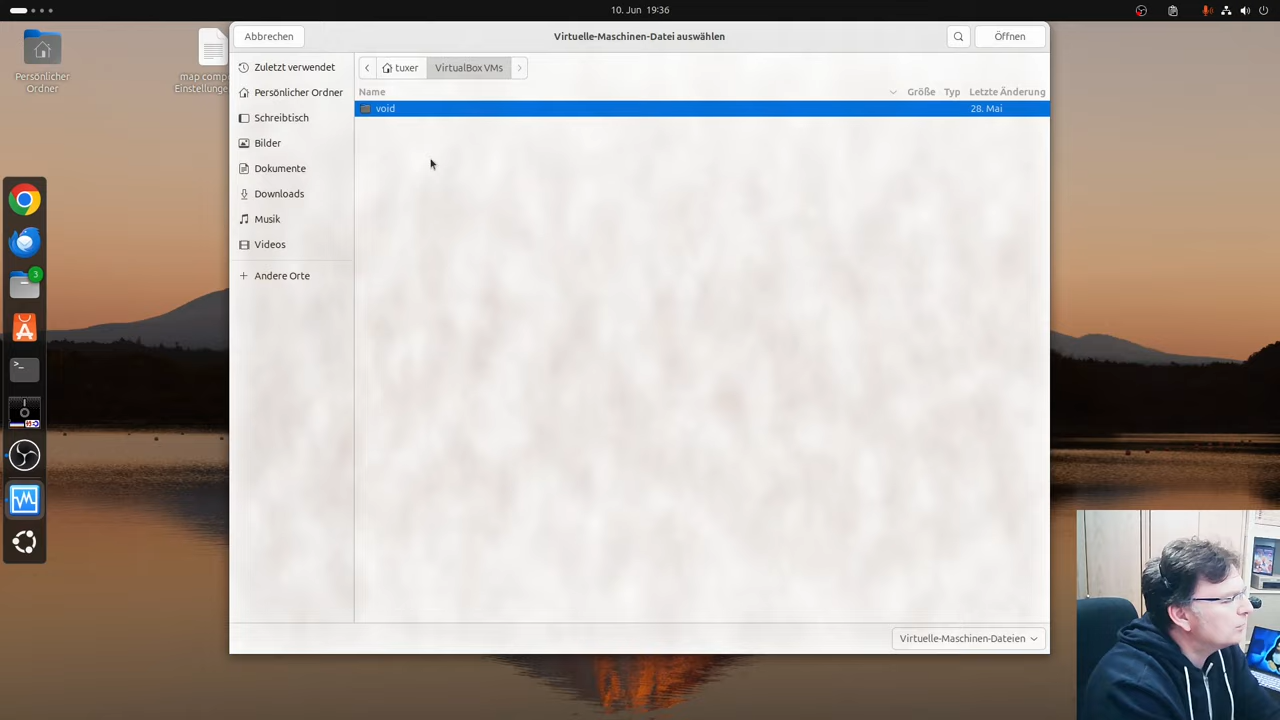 10. Jun 19:36
Abbrechen
Virtuelle-Maschinen-Datei auswählen
Öffnen
Persönlicher
Ordner
map comp
Einstellunge
Zuletzt verwendet
Persönlicher Ordner
Schreibtisch
Bilder
Dokumente
Downloads
Musik
Videos
Andere Orte
tuxer
VirtualBox VMs
Name
Größe
Typ
Letzte Änderung
void
28. Mai
3
Virtuelle-Maschinen-Dateien